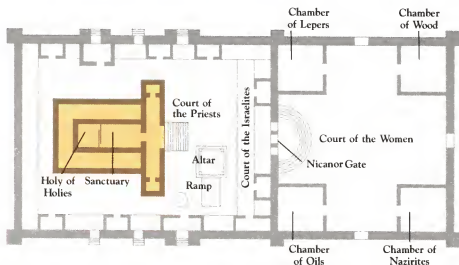 Chamber
of Lepers
Chamber
of Wood
Court of
the Priests
Court of the Israelites
Court of the Women
Altar
Nicanor Gate
Holy of
Holies
Sanctuary
Ramp
Chamber
of Oils
Chamber of
Nazirites